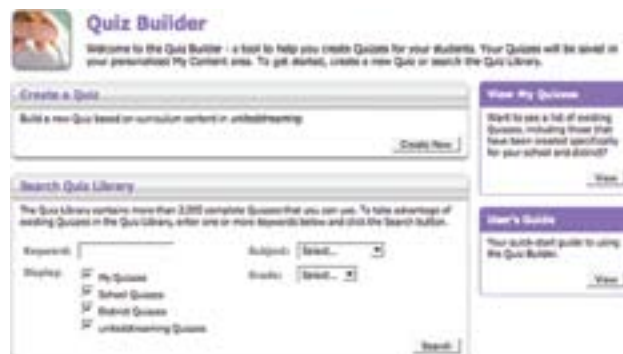 Quiz Builder
Welcome to the Quiz Builder - a tool to help you create Quizzes for your students. Your Quizzes will be saved in
your personalized My Content area. To get started, create a new Quiz or search the Quiz Library.
Create a Quiz
Build a new Quiz based on curriculum content in unitedstreaming
Create New
View My Quizzes
Want to see a list of existing
Quizzes, including those that
have been created specifically
for your school and district?
View
Search Quiz Library
The Quiz Library contains more than 2,000 complete Quizzes that you can use. To take advantage of
existing Quizzes in the Quiz Library, enter one or more keywords below and click the Search button.
Keyword:
Subject: Select...
Display:
Grade: Select...
My Quizzes
School Quizzes
District Quizzes
unitedstreaming Quizzes
Search
User's Guide
Your quick-start guide to using
the Quiz Builder.
View